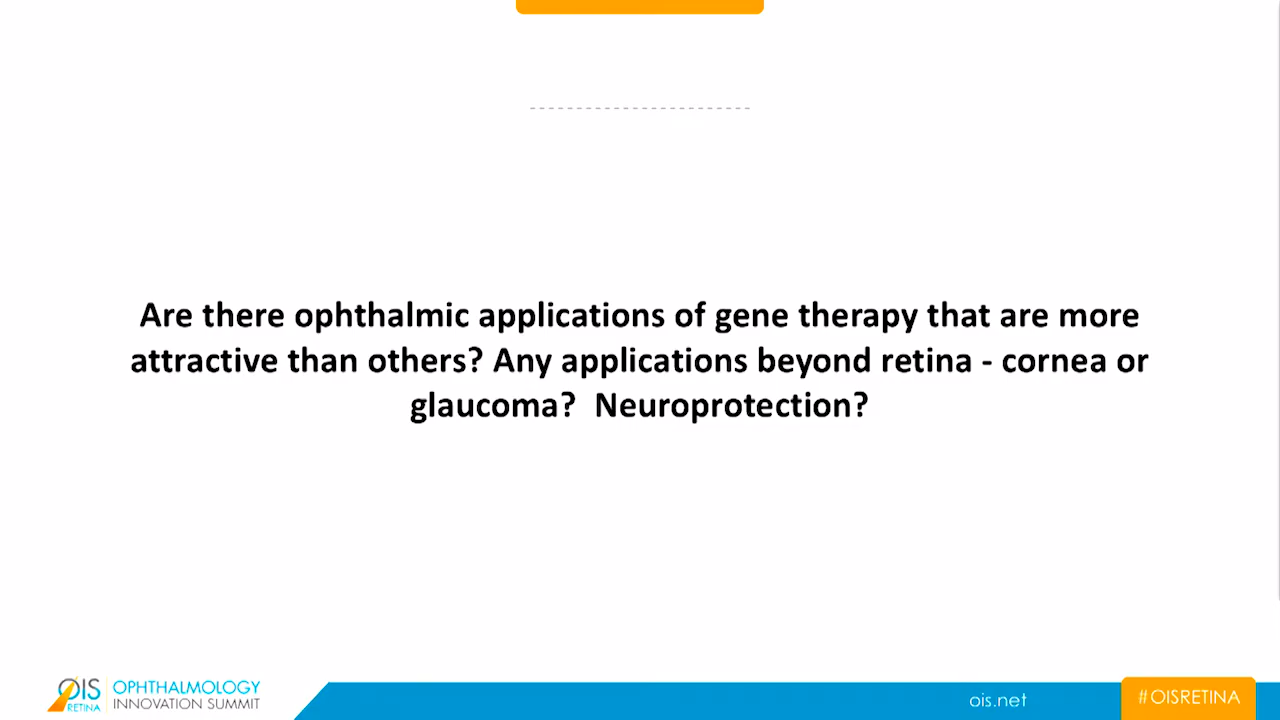 Are there ophthalmic applications of gene therapy that are more
attractive than others? Any applications beyond retina - cornea or
glaucoma?  Neuroprotection?
OIS
RETINA
OPHTHALMOLOGY
INNOVATION SUMMIT
ois.net
#OISRETINA